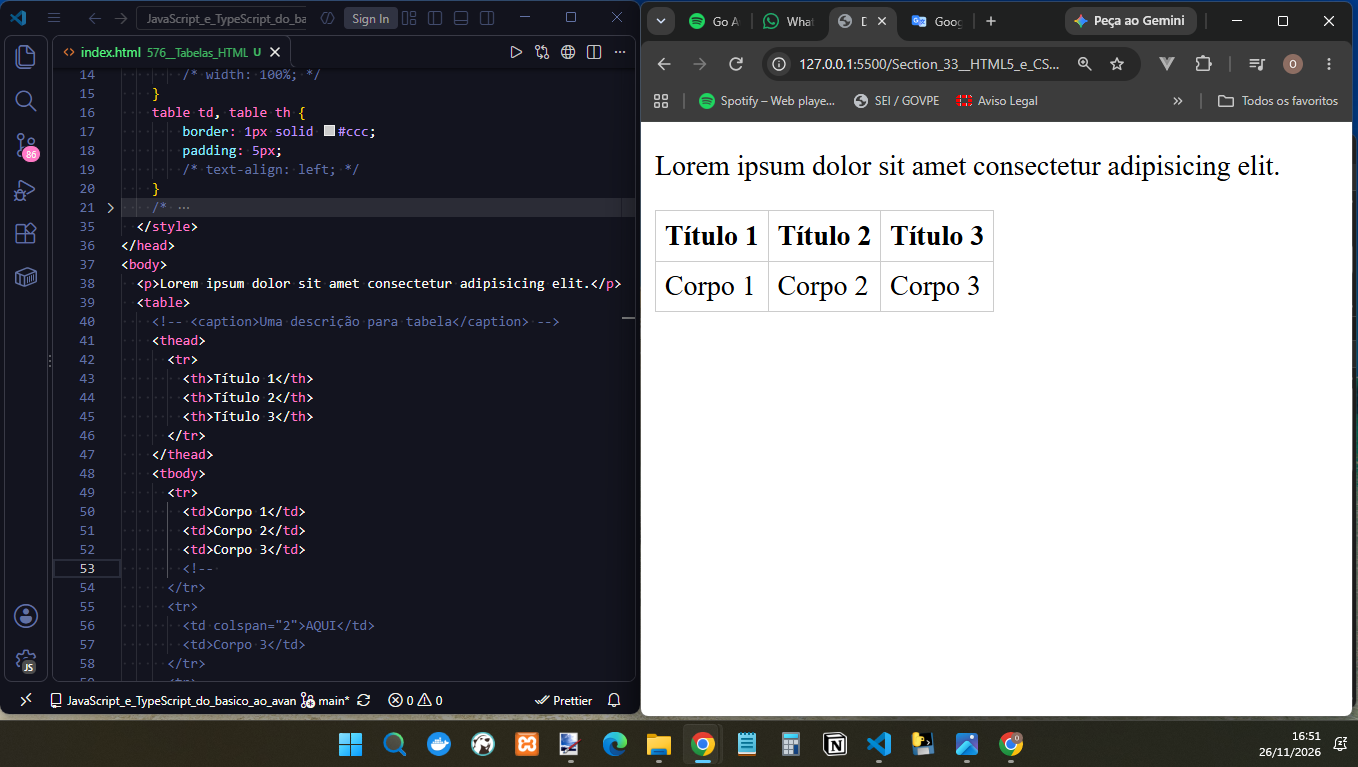 JavaScript_e_TypeScript_do_ba
Sign In
index.html 576__Tabelas_HTML U
14 /* width: 100%; */
15 }
16 table td, table th {
17 border: 1px solid #ccc;
18 padding: 5px;
19 /* text-align: left; */
20 }
21 /* ...
35 </style>
36 </head>
37 <body>
38 <p>Lorem ipsum dolor sit amet consectetur adipisicing elit.</p>
39 <table>
40 <!-- <caption>Uma descrição para tabela</caption> -->
41 <thead>
42 <tr>
43 <th>Título 1</th>
44 <th>Título 2</th>
45 <th>Título 3</th>
46 </tr>
47 </thead>
48 <tbody>
49 <tr>
50 <td>Corpo 1</td>
51 <td>Corpo 2</td>
52 <td>Corpo 3</td>
53 <!--
54 </tr>
55 <tr>
56 <td colspan="2">AQUI</td>
57 <td>Corpo 3</td>
58 </tr>
86
JS
JavaScript_e_TypeScript_do_basico_ao_avan main* 0 0 Prettier
Go A What D Goog Peça ao Gemini
127.0.0.1:5500/Section_33__HTML5_e_CS... O
Spotify – Web playe... SEI / GOVPE Aviso Legal » Todos os favoritos
Lorem ipsum dolor sit amet consectetur adipisicing elit.
Título 1 Título 2 Título 3
Corpo 1 Corpo 2 Corpo 3
16:51
26/11/2026